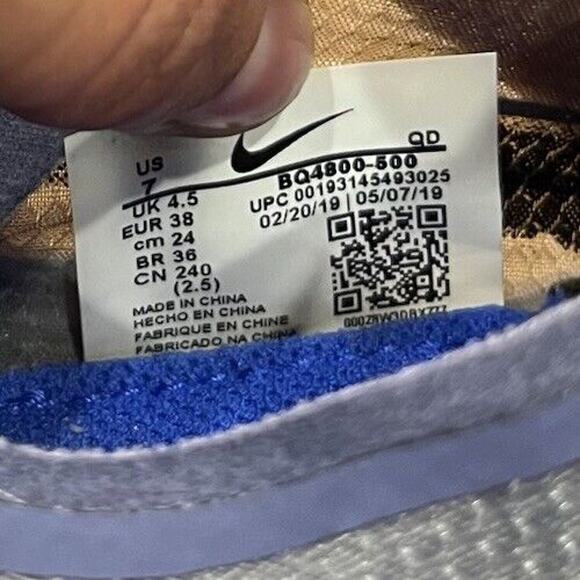 US
7
UK 4.5
EUR 38
cm 24
BR 36
CN 240
(2.5)
QD
BQ4800-500
UPC 00193145493025
02/20/19 | 05/07/19
MADE IN CHINA
HECHO EN CHINA
FABRIQUE EN CHINE
FABRICADO NA CHINA